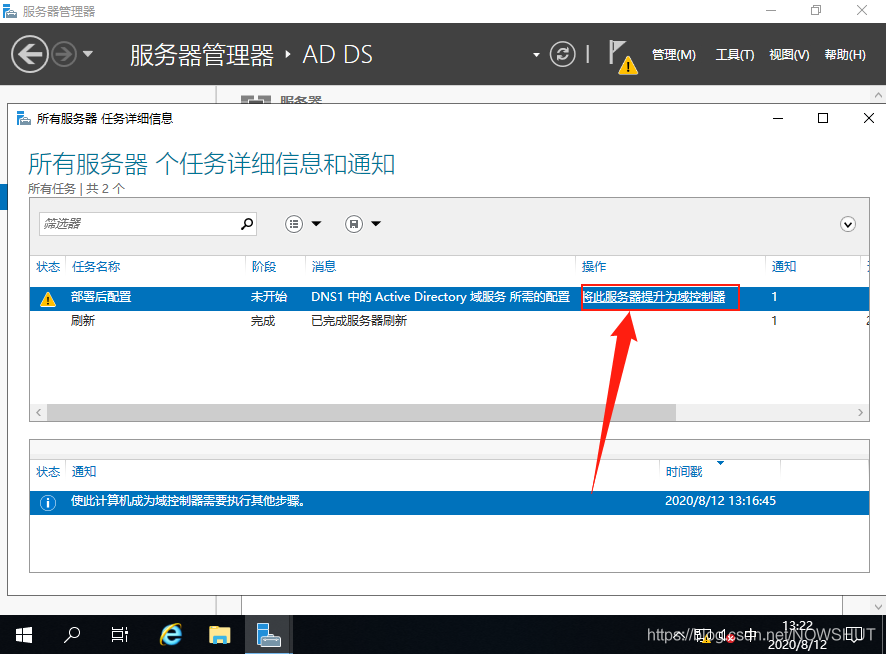 服务器管理器
服务器管理器 · AD DS
管理(M) 工具(T) 视图(V) 帮助(H)
服务器
所有服务器 任务详细信息
所有服务器 个任务详细信息和通知
所有任务 | 共 2 个
筛选器
状态 任务名称 阶段 消息 操作 通知
部署后配置 未开始 DNS1 中的 Active Directory 域服务 所需的配置 将此服务器提升为域控制器 1
刷新 完成 已完成服务器刷新 1 2
状态 通知 时间戳
使此计算机成为域控制器需要执行其他步骤。 2020/8/12 13:16:45
https://blog.csdn.net/NOWSHUT
中
13:22
2020/8/12